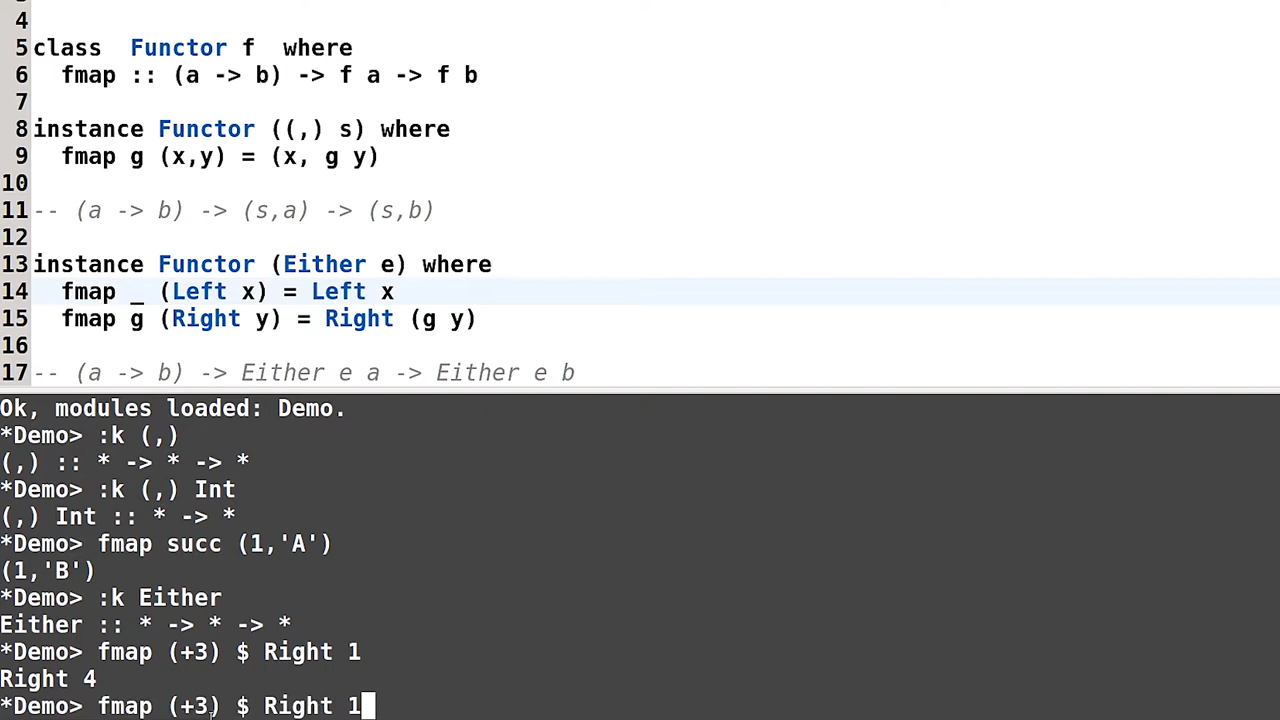 4
5 class  Functor f  where
6   fmap :: (a -> b) -> f a -> f b
7
8 instance Functor ((,) s) where
9   fmap g (x,y) = (x, g y)
10
11 -- (a -> b) -> (s,a) -> (s,b)
12
13 instance Functor (Either e) where
14   fmap _ (Left x) = Left x
15   fmap g (Right y) = Right (g y)
16
17 -- (a -> b) -> Either e a -> Either e b
Ok, modules loaded: Demo.
*Demo> :k (,)
(,) :: * -> * -> *
*Demo> :k (,) Int
(,) Int :: * -> *
*Demo> fmap succ (1,'A')
(1,'B')
*Demo> :k Either
Either :: * -> * -> *
*Demo> fmap (+3) $ Right 1
Right 4
*Demo> fmap (+3) $ Right 1